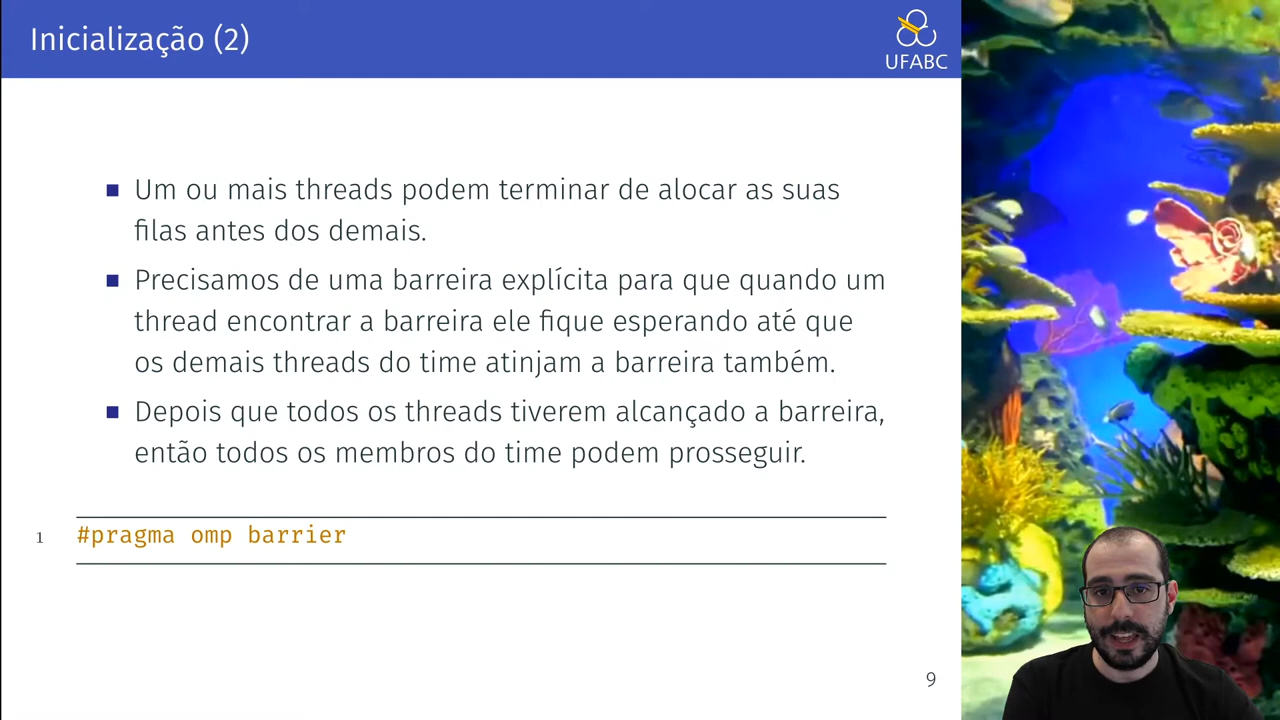 Inicialização (2)
UFABC
Um ou mais threads podem terminar de alocar as suas
filas antes dos demais.
Precisamos de uma barreira explícita para que quando um
thread encontrar a barreira ele fique esperando até que
os demais threads do time atinjam a barreira também.
Depois que todos os threads tiverem alcançado a barreira,
então todos os membros do time podem prosseguir.
1 #pragma omp barrier
9